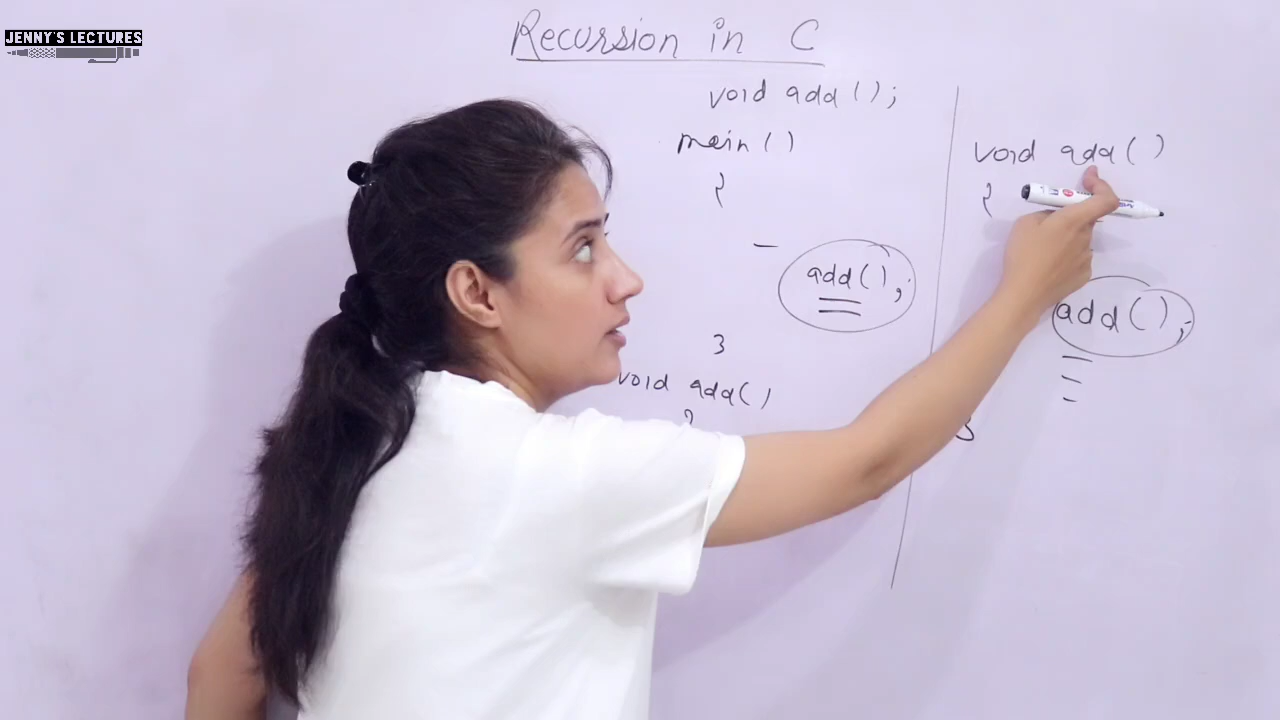 JENNY'S LECTURES
Recursion in C
void add();
main()
{
add();
}
void add()
{
void add()
{
add();
}